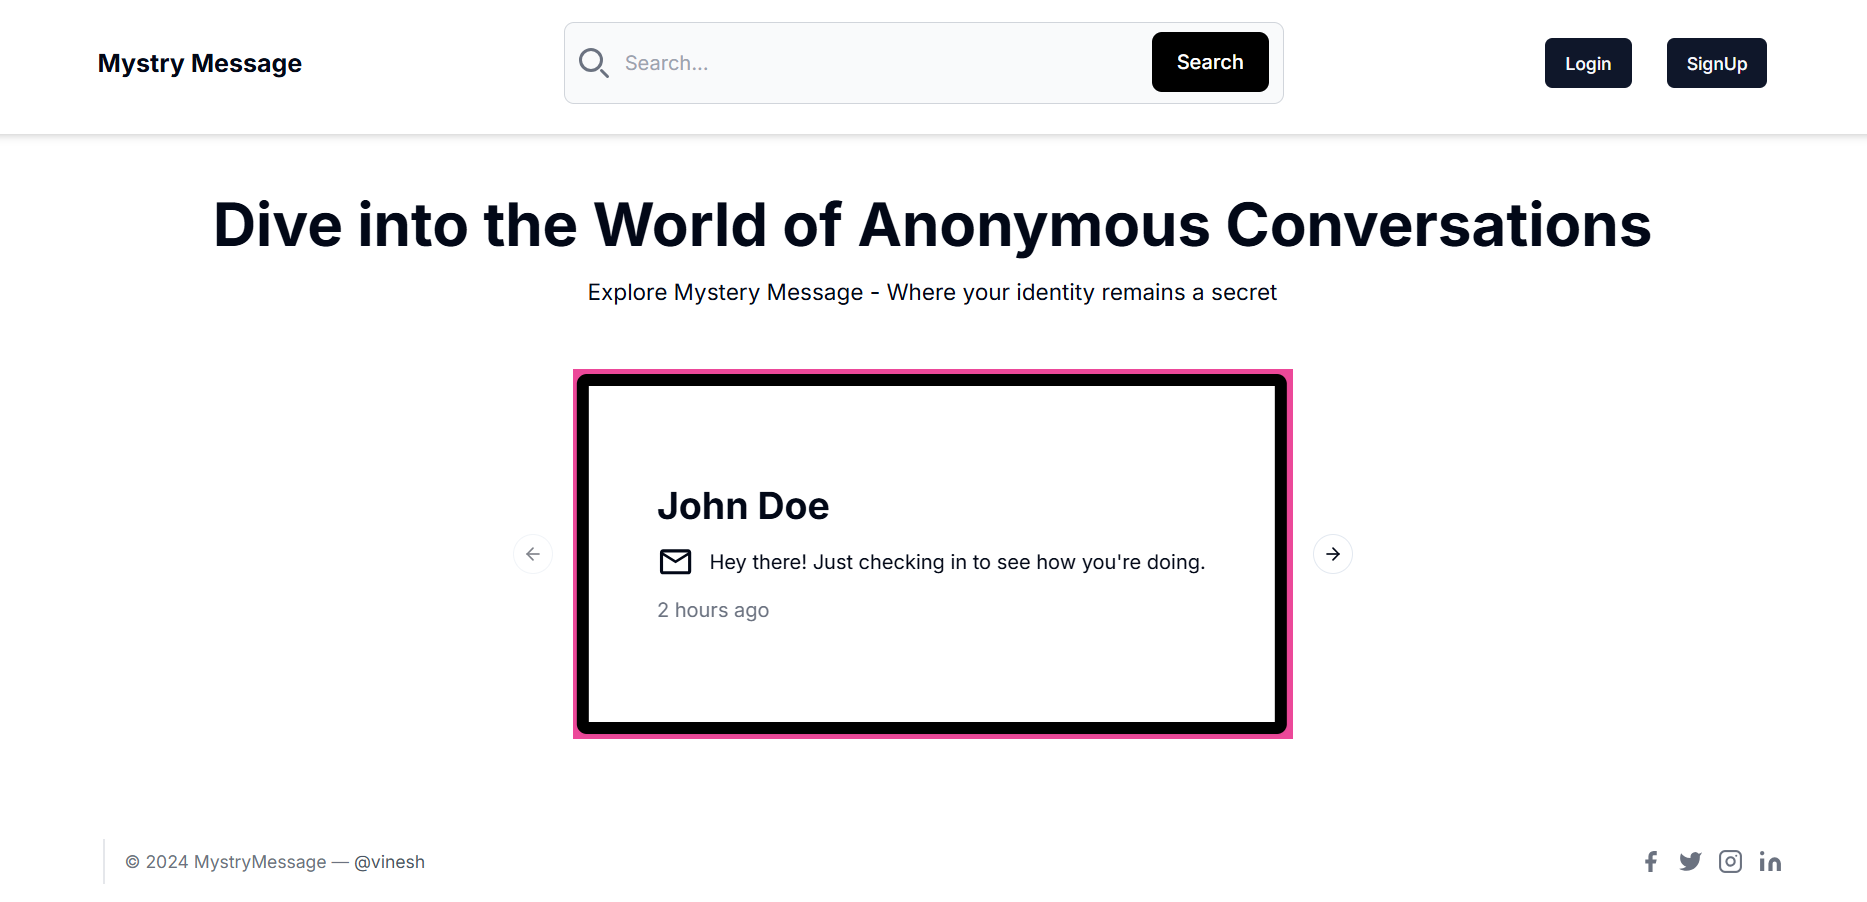 Mystry Message
Search...
Search
Login
SignUp
Dive into the World of Anonymous Conversations
Explore Mystery Message - Where your identity remains a secret
John Doe
Hey there! Just checking in to see how you're doing.
2 hours ago
© 2024 MystryMessage — @vinesh